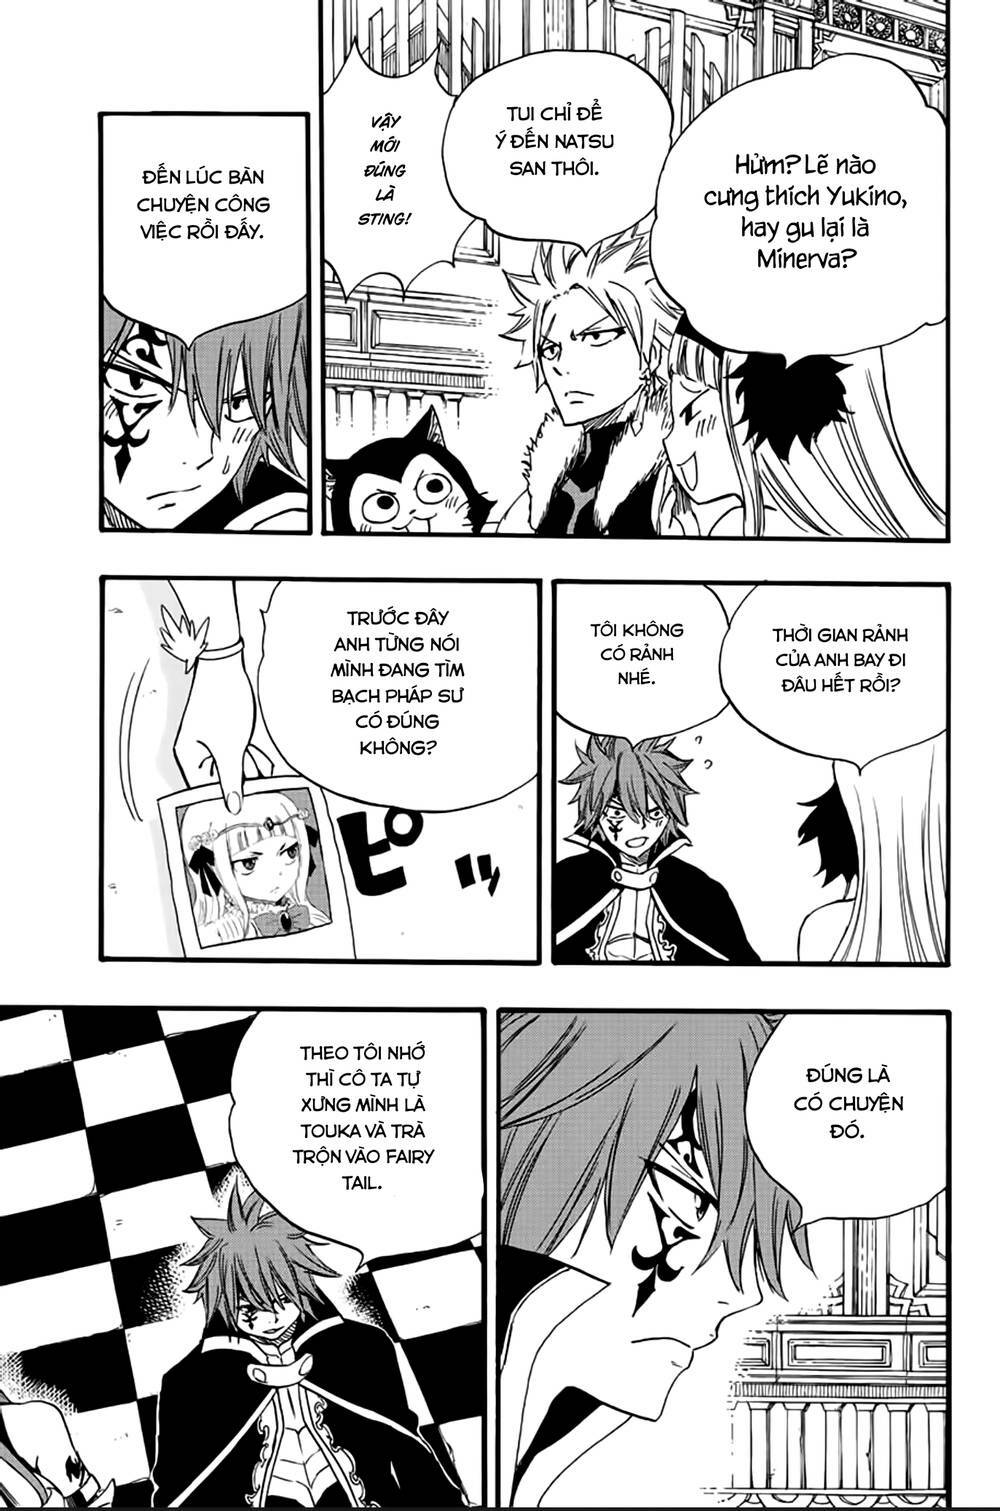 Hửm? Lẽ nào
cưng thích Yukino,
hay gu lại là
Minerva?
TUI CHỈ ĐỂ
Ý ĐẾN NATSU
SAN THÔI.
VẬY
MỚI
ĐÚNG
LÀ
STING!
ĐẾN LÚC BÀN
CHUYỆN CÔNG
VIỆC RỒI ĐẤY.
THỜI GIAN RẢNH
CỦA ANH BAY ĐI
ĐÂU HẾT RỒI?
TÔI KHÔNG
CÓ RẢNH
NHÉ.
TRƯỚC ĐÂY
ANH TỪNG NÓI
MÌNH ĐANG TÌM
BẠCH PHÁP SƯ
CÓ ĐÚNG
KHÔNG?
ピッ
ĐÚNG LÀ
CÓ CHUYỆN
ĐÓ.
THEO TÔI NHỚ
THÌ CÔ TA TỰ
XƯNG MÌNH LÀ
TOUKA VÀ TRÀ
TRỘN VÀO FAIRY
TAIL.